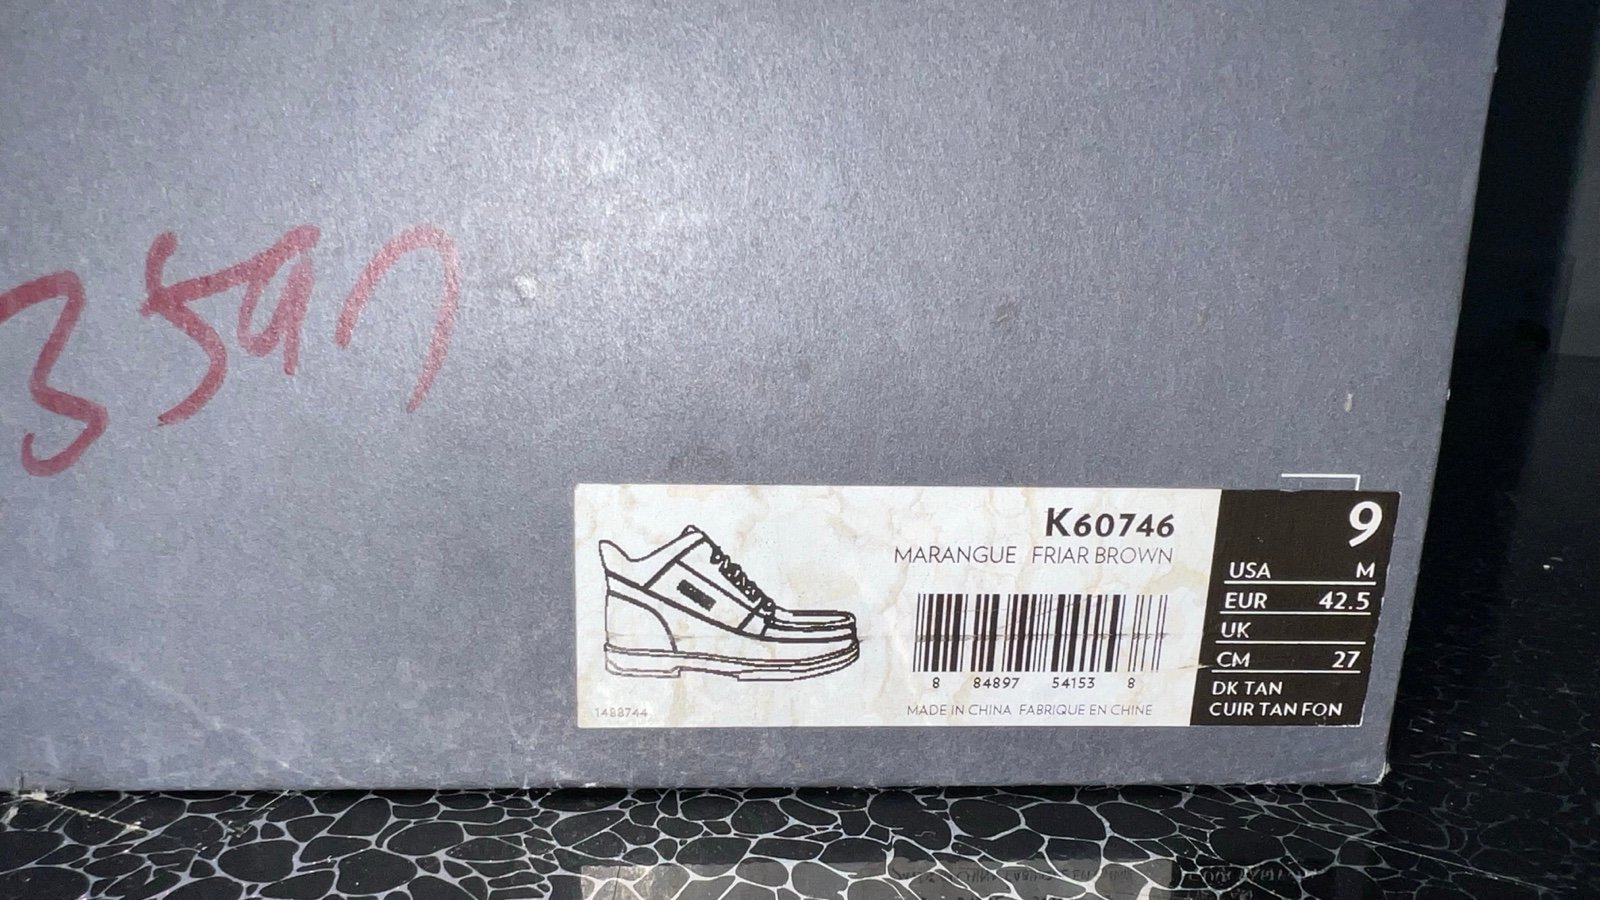 3597
K60746
MARANGUE FRIAR BROWN
8 84897 54153 8
MADE IN CHINA FABRIQUE EN CHINE
1488744
9
USA M
EUR 42.5
UK
CM 27
DK TAN
CUIR TAN FON